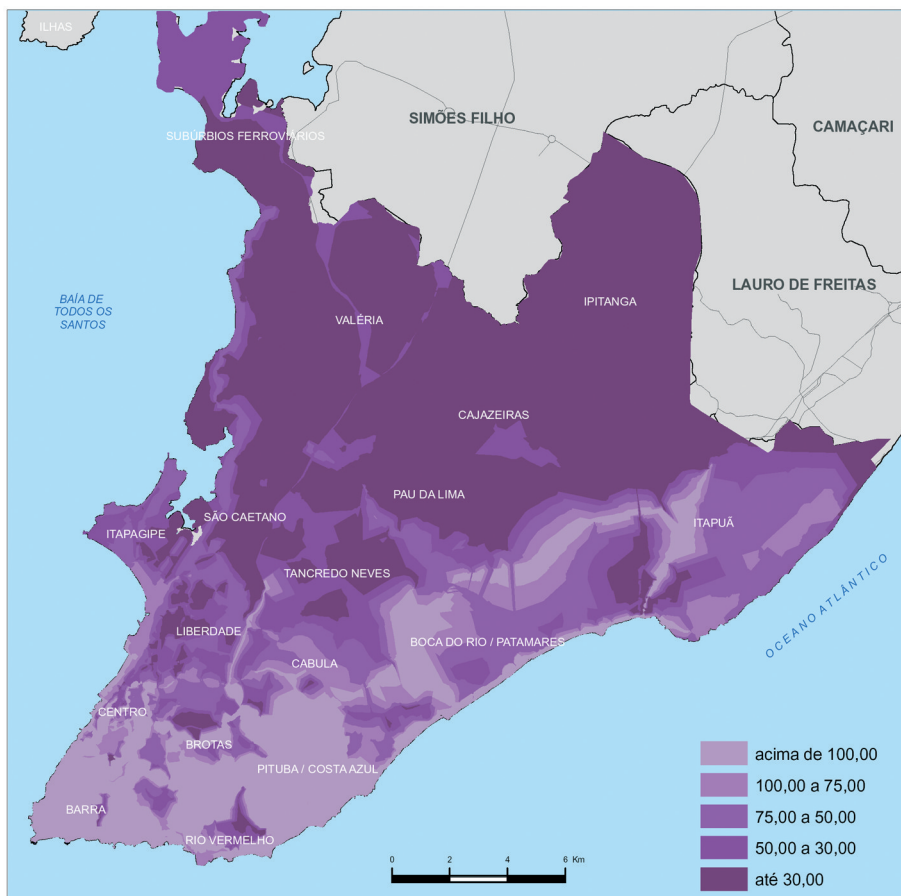 ILHAS
SIMÕES FILHO
CAMAÇARI
SUBÚRBIOS FERROVIÁRIOS
LAURO DE FREITAS
BAÍA DE
TODOS OS
SANTOS
IPITANGA
VALÉRIA
CAJAZEIRAS
PAU DA LIMA
SÃO CAETANO
ITAPUÃ
ITAPAGIPE
TANCREDO NEVES
OCEANO ATLÂNTICO
LIBERDADE
BOCA DO RIO / PATAMARES
CABULA
CENTRO
BROTAS
PITUBA / COSTA AZUL
BARRA
RIO VERMELHO
acima de 100,00
100,00 a 75,00
75,00 a 50,00
50,00 a 30,00
até 30,00
0 2 4 6 Km